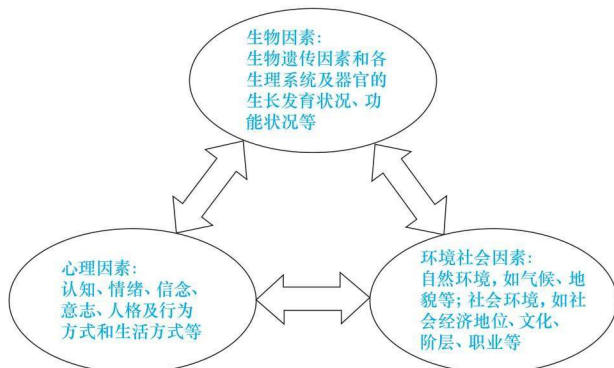 生物因素：
生物遗传因素和各
生理系统及器官的
生长发育状况、功
能状况等
心理因素：
认知、情绪、信念、
意志、人格及行为
方式和生活方式等
环境社会因素：
自然环境，如气候、地
貌等；社会环境，如社
会经济地位、文化、
阶层、职业等